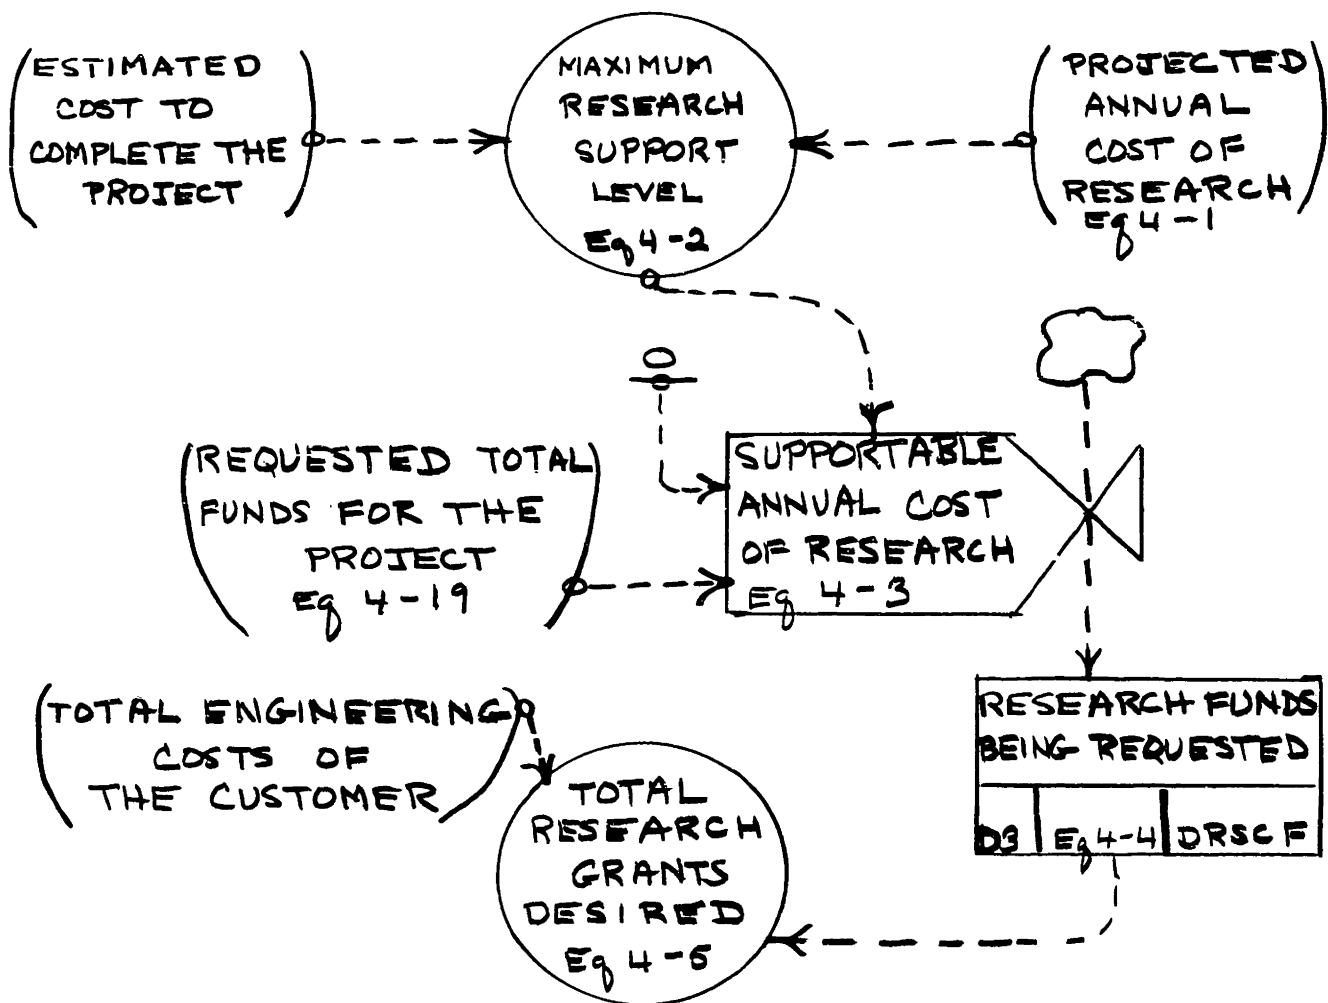 ESTIMATED
COST TO
COMPLETE THE
PROJECT
MAXIMUM
RESEARCH
SUPPORT
LEVEL
Eq 4-2
PROJECTED
ANNUAL
COST OF
RESEARCH
Eq 4-1
REQUESTED TOTAL
FUNDS FOR THE
PROJECT
Eq 4-19
SUPPORTABLE
ANNUAL COST
OF RESEARCH
Eq 4-3
TOTAL ENGINEERING
COSTS OF
THE CUSTOMER
RESEARCH FUNDS
BEING REQUESTED
D3 Eq 4-4 DRSCF
TOTAL
RESEARCH
GRANTS
DESIRED
Eq 4-5